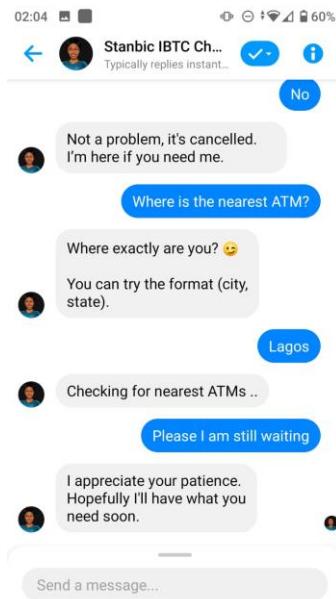 02:04 60%
Stanbic IBTC Ch...
Typically replies instant...
No
Not a problem, it's cancelled.
I'm here if you need me.
Where is the nearest ATM?
Where exactly are you? 😉
You can try the format (city,
state).
Lagos
Checking for nearest ATMs ..
Please I am still waiting
I appreciate your patience.
Hopefully I'll have what you
need soon.
Send a message...